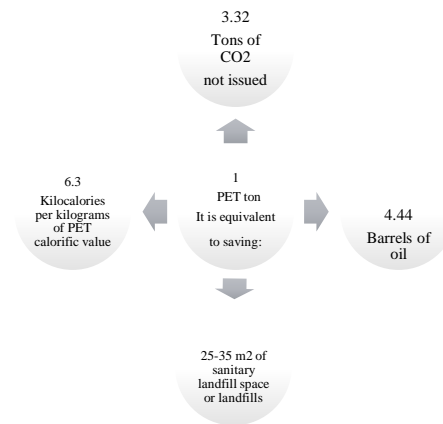 3.32
Tons of
CO2
not issued
6.3
Kilocalories
per kilograms
of PET
calorific value
1
PET ton
It is equivalent
to saving:
4.44
Barrels of
oil
25-35 m2 of
sanitary
landfill space
or landfills